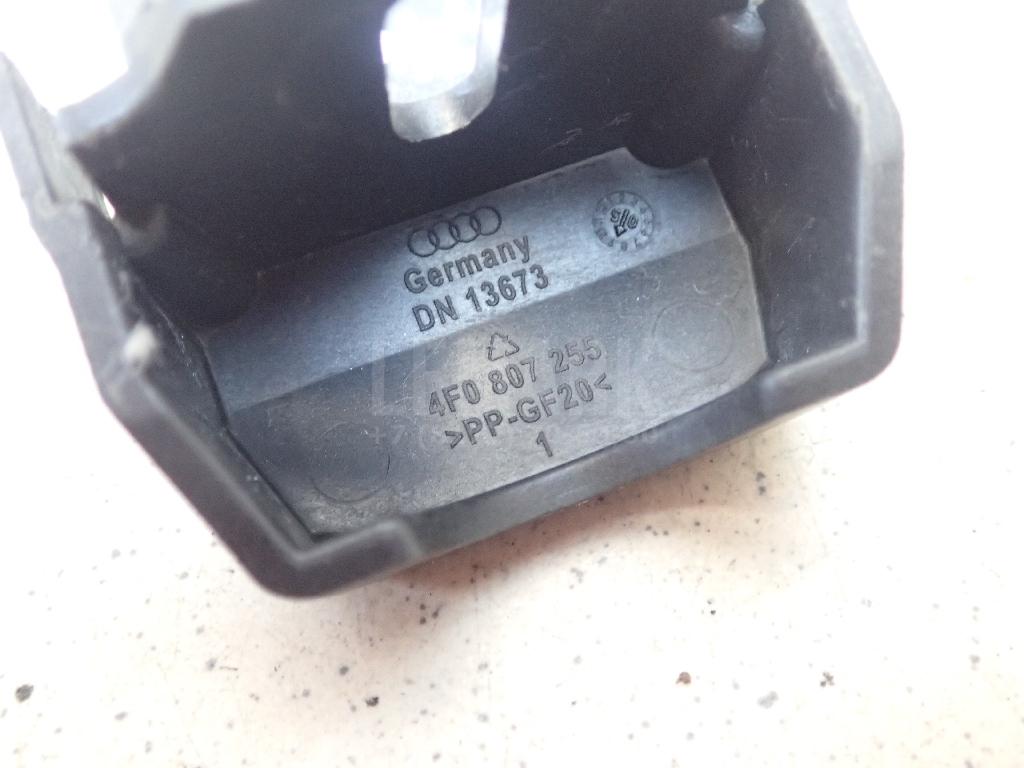 Germany
DN 13673
4F0 807 255
>PP-GF20<
1